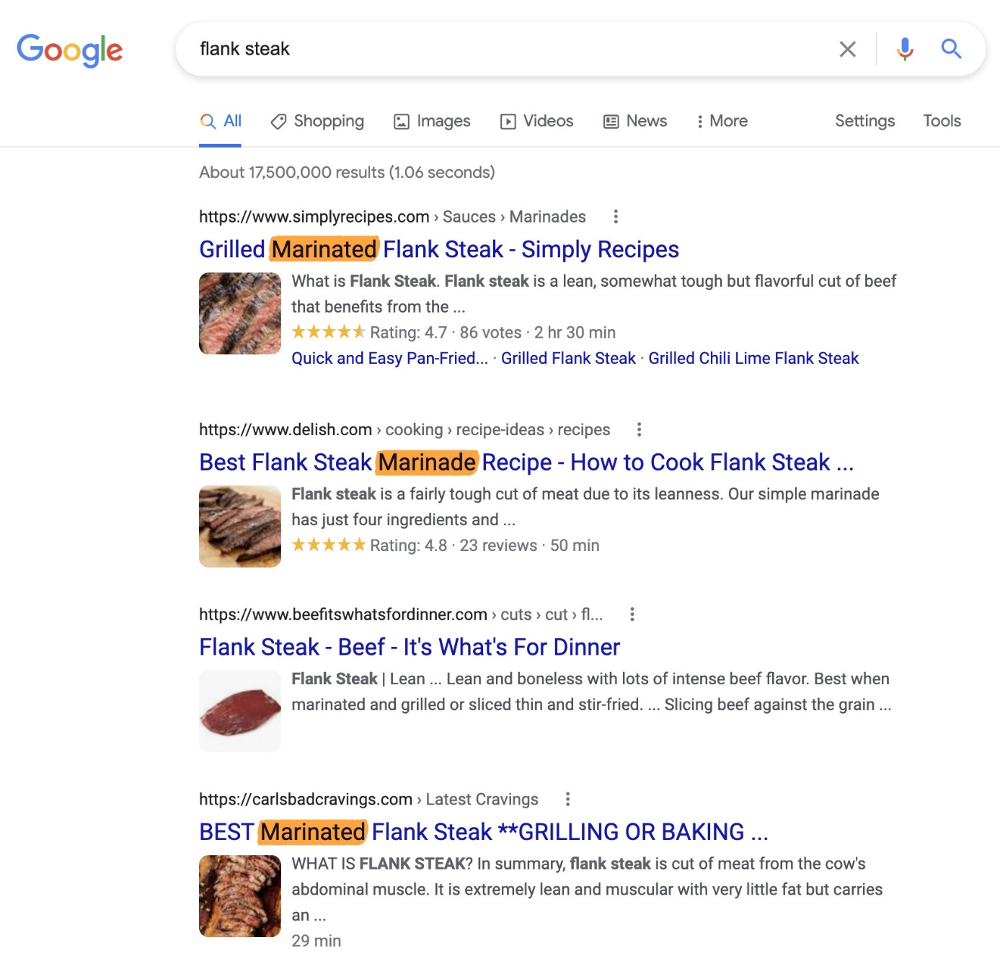 Google
flank steak
All Shopping Images Videos News More Settings Tools
About 17,500,000 results (1.06 seconds)
https://www.simplyrecipes.com › Sauces › Marinades
Grilled Marinated Flank Steak - Simply Recipes
What is Flank Steak. Flank steak is a lean, somewhat tough but flavorful cut of beef
that benefits from the ...
Rating: 4.7 · 86 votes · 2 hr 30 min
Quick and Easy Pan-Fried... · Grilled Flank Steak · Grilled Chili Lime Flank Steak
https://www.delish.com › cooking › recipe-ideas › recipes
Best Flank Steak Marinade Recipe - How to Cook Flank Steak ...
Flank steak is a fairly tough cut of meat due to its leanness. Our simple marinade
has just four ingredients and ...
Rating: 4.8 · 23 reviews · 50 min
https://www.beefitswhatsfordinner.com › cuts › cut › fl...
Flank Steak - Beef - It's What's For Dinner
Flank Steak | Lean ... Lean and boneless with lots of intense beef flavor. Best when
marinated and grilled or sliced thin and stir-fried. ... Slicing beef against the grain ...
https://carlsbadcravings.com › Latest Cravings
BEST Marinated Flank Steak **GRILLING OR BAKING ...
WHAT IS FLANK STEAK? In summary, flank steak is cut of meat from the cow's
abdominal muscle. It is extremely lean and muscular with very little fat but carries
an ...
29 min